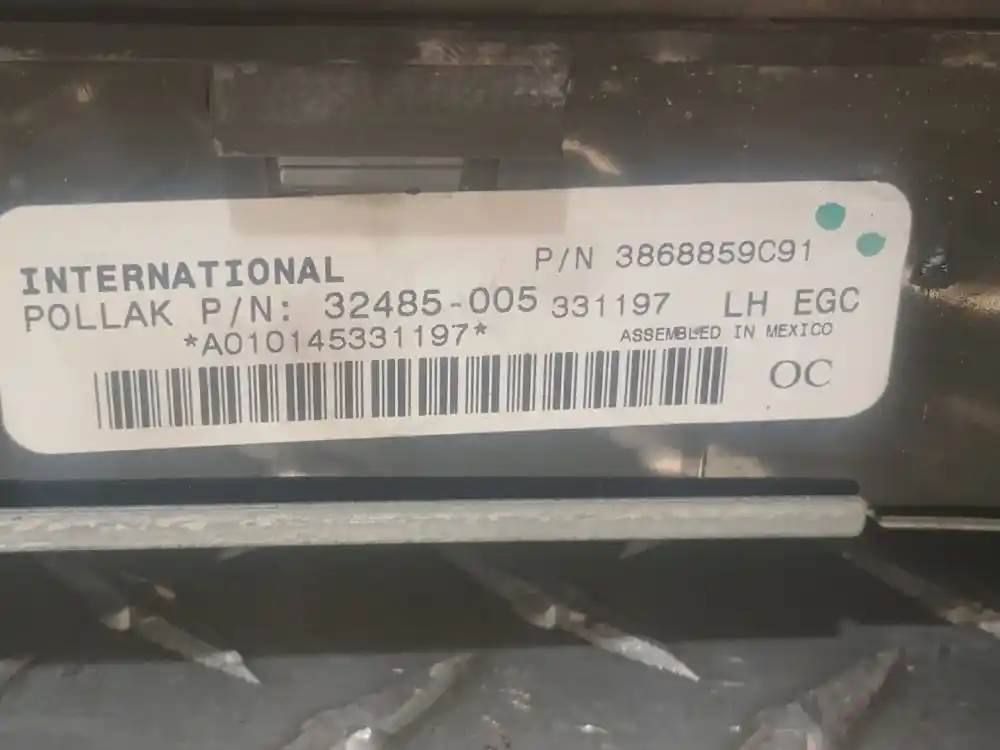 INTERNATIONAL P/N 3868859C91
POLLAK P/N: 32485-005 331197 LH EGC
*A010145331197* ASSEMBLED IN MEXICO
OC